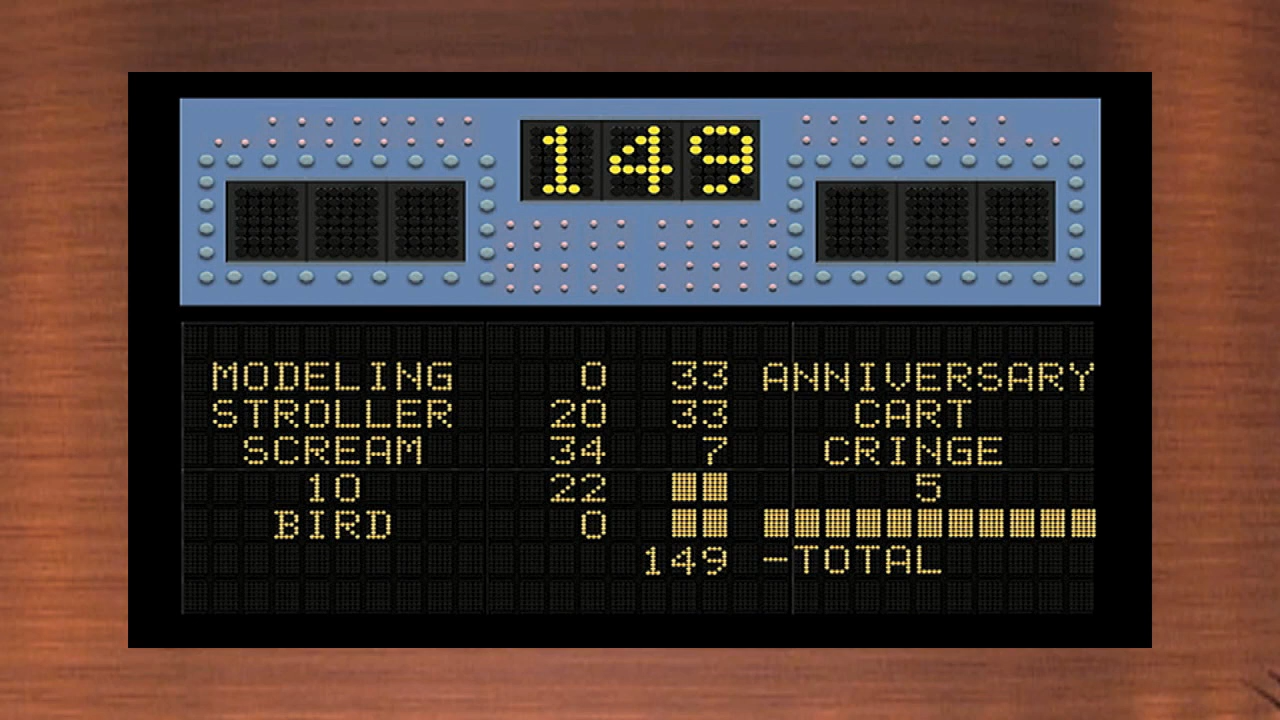 149
MODELING 0 33 ANNIVERSARY
STROLLER 20 33 CART
SCREAM 34 7 CRINGE
10 22 5
BIRD 0
149 -TOTAL